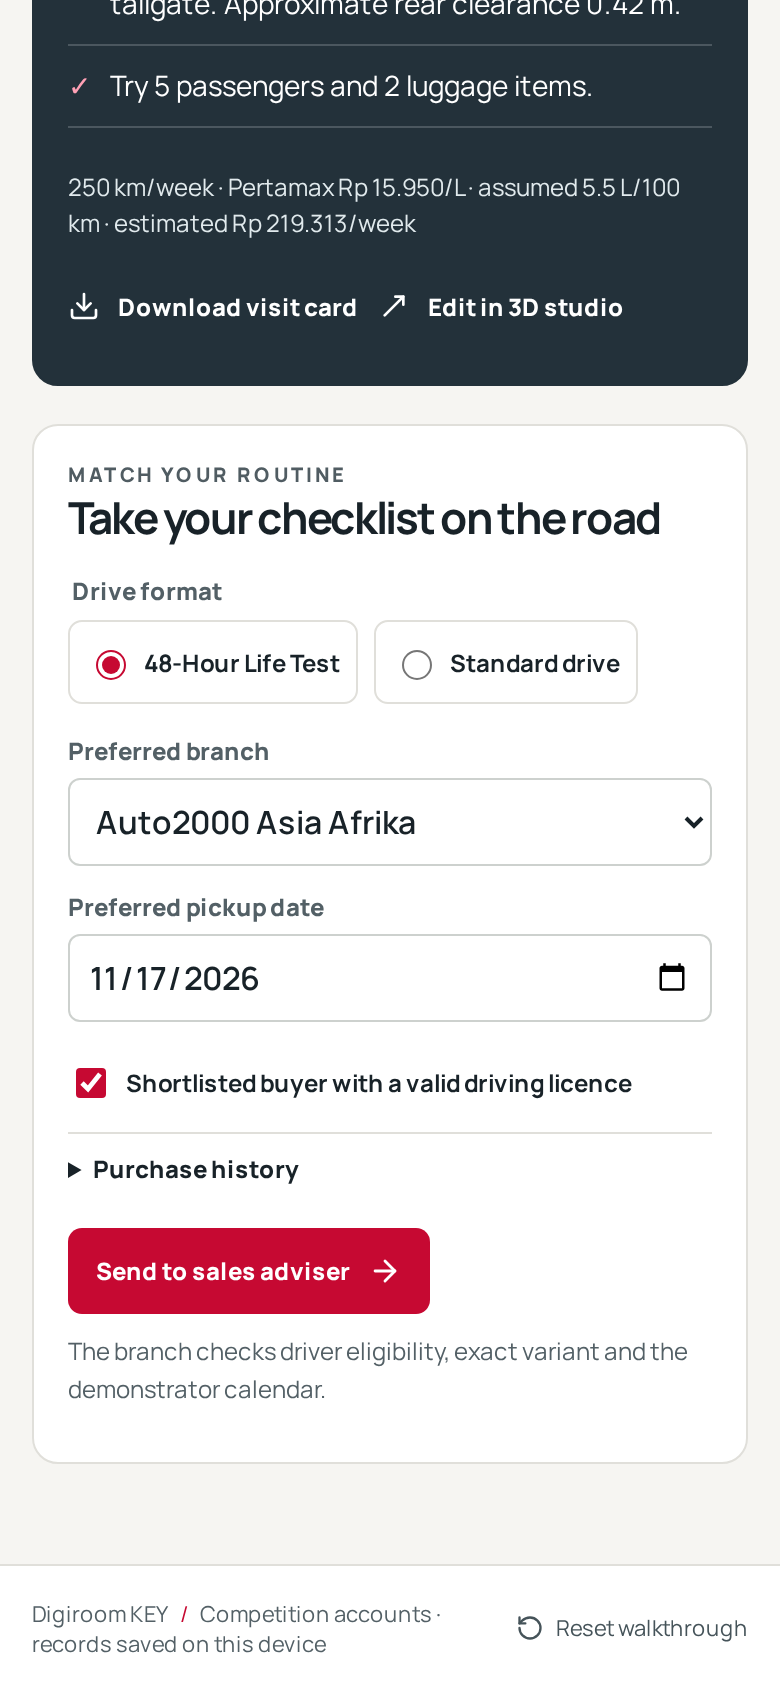 tailgate. Approximate rear clearance 0.42 m.
✓ Try 5 passengers and 2 luggage items.
250 km/week · Pertamax Rp 15.950/L · assumed 5.5 L/100
km · estimated Rp 219.313/week
Download visit card Edit in 3D studio
MATCH YOUR ROUTINE
Take your checklist on the road
Drive format
48-Hour Life Test Standard drive
Preferred branch
Auto2000 Asia Afrika
Preferred pickup date
11/17/2026
Shortlisted buyer with a valid driving licence
Purchase history
Send to sales adviser
The branch checks driver eligibility, exact variant and the
demonstrator calendar.
Digiroom KEY / Competition accounts ·
records saved on this device
Reset walkthrough